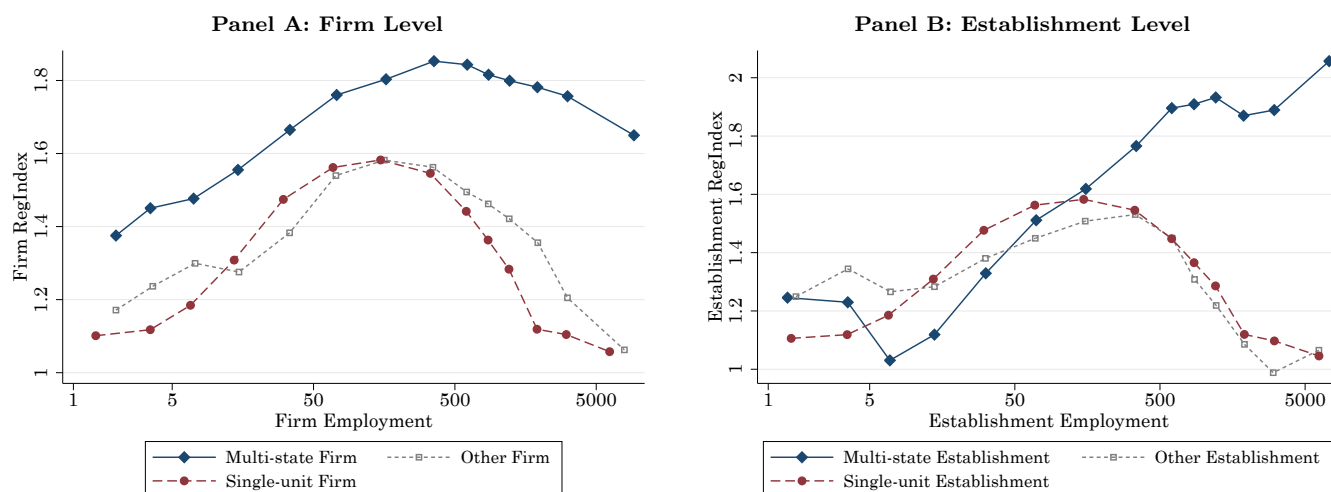 Panel A: Firm Level
Firm RegIndex
1.8
1.6
1.4
1.2
1
1 5 50 500 5000
Firm Employment
Multi-state Firm
Other Firm
Single-unit Firm
Panel B: Establishment Level
Establishment RegIndex
2
1.8
1.6
1.4
1.2
1
1 5 50 500 5000
Establishment Employment
Multi-state Establishment
Other Establishment
Single-unit Establishment